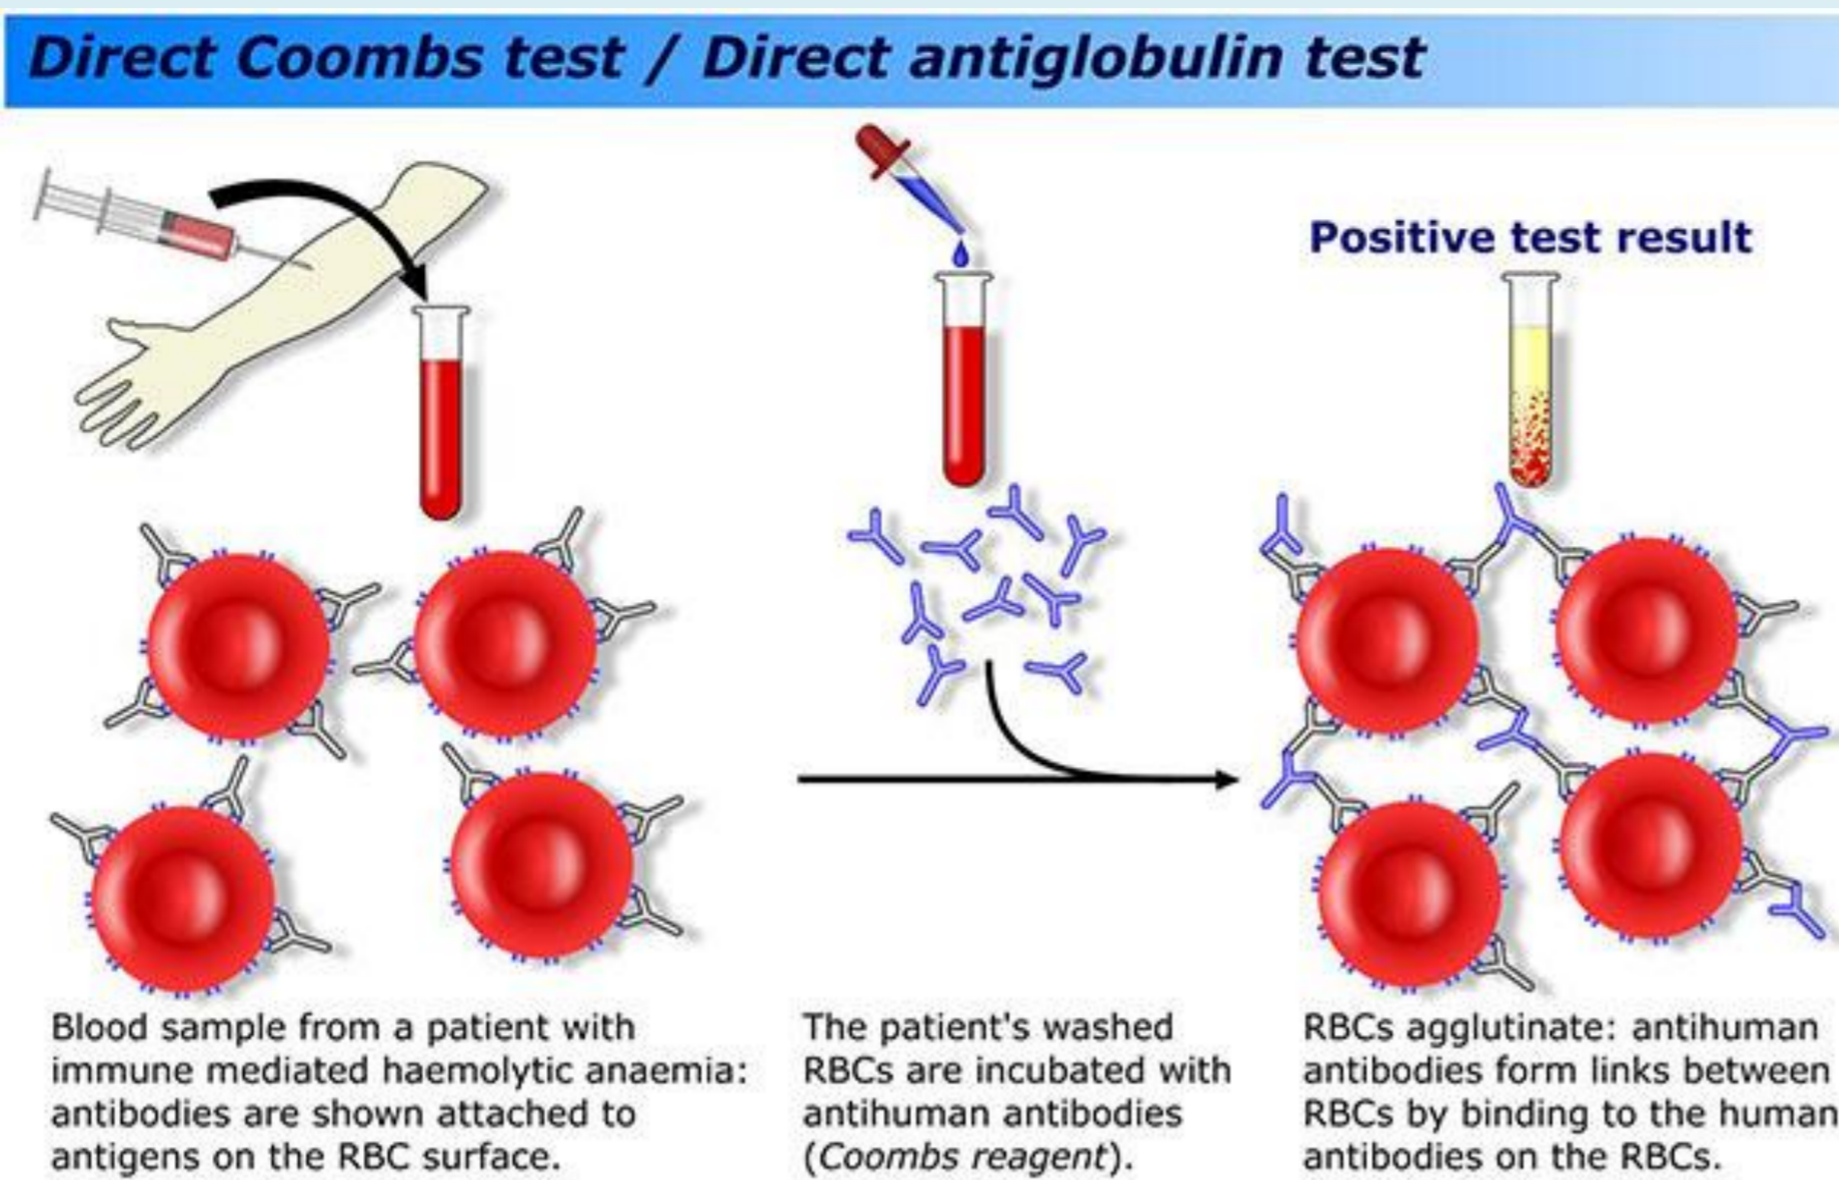 Direct Coombs test / Direct antiglobulin test
Positive test result
Blood sample from a patient with
immune mediated haemolytic anaemia:
antibodies are shown attached to
antigens on the RBC surface.
The patient's washed
RBCs are incubated with
antihuman antibodies
(Coombs reagent).
RBCs agglutinate: antihuman
antibodies form links between
RBCs by binding to the human
antibodies on the RBCs.